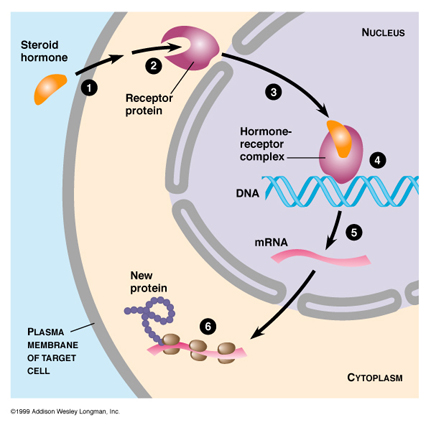 NUCLEUS
Steroid
hormone
1
2
Receptor
protein
3
Hormone-
receptor
complex
4
DNA
5
mRNA
New
protein
6
PLASMA
MEMBRANE
OF TARGET
CELL
CYTOPLASM
©1999 Addison Wesley Longman, Inc.